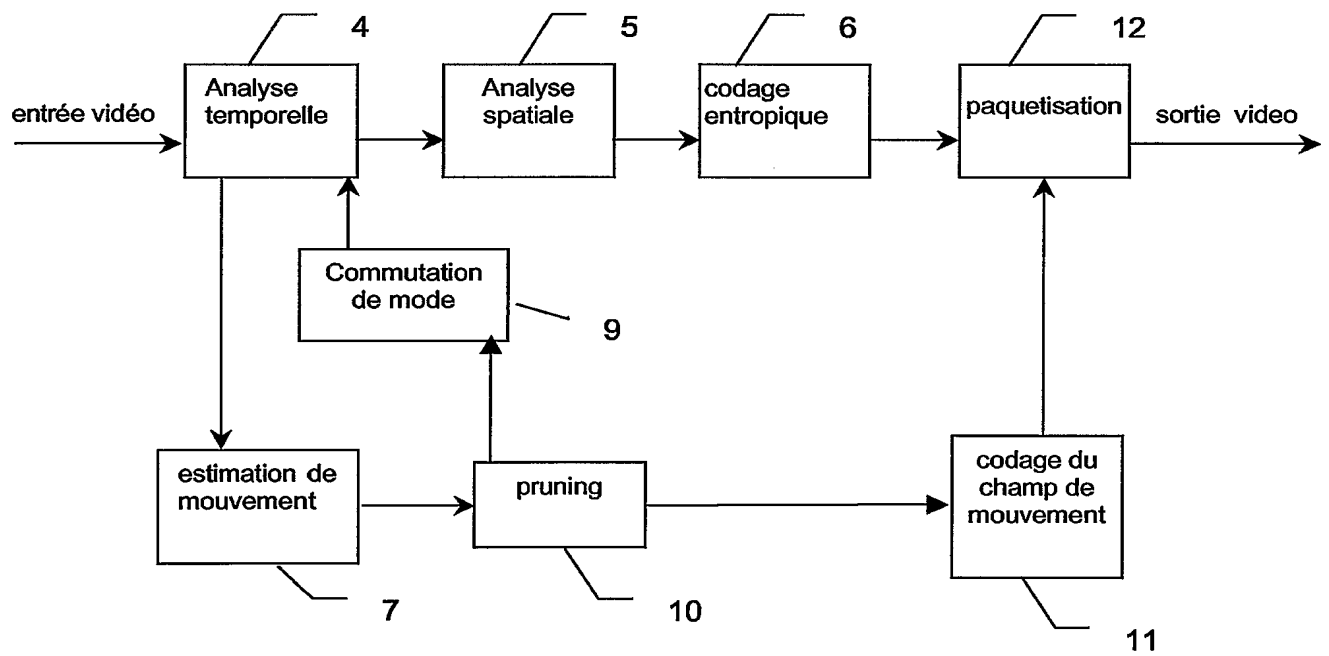 4
5
6
12
entrée vidéo
Analyse
temporelle
Analyse
spatiale
codage
entropique
paquetisation
sortie video
Commutation
de mode
9
estimation de
mouvement
pruning
codage du
champ de
mouvement
7
10
11